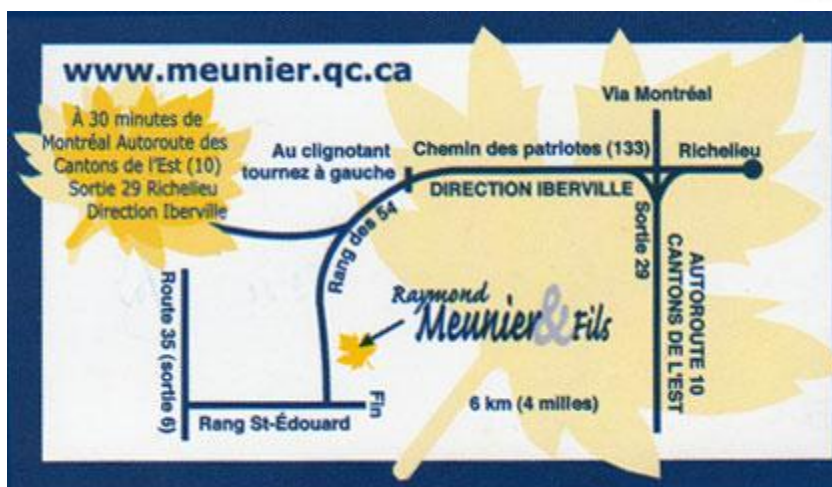 www.meunier.qc.ca
À 30 minutes de
Montréal Autoroute des
Cantons de l'Est (10)
Sortie 29 Richelieu
Direction Iberville
Au clignotant
tournez à gauche
Via Montréal
Chemin des patriotes (133)
Richelieu
DIRECTION IBERVILLE
Rang des 54
Sortie 29
AUTOROUTE 10
CANTONS DE L'EST
Route 35 (sortie 6)
Raymond
Meunier & Fils
Fin
6 km (4 milles)
Rang St-Édouard